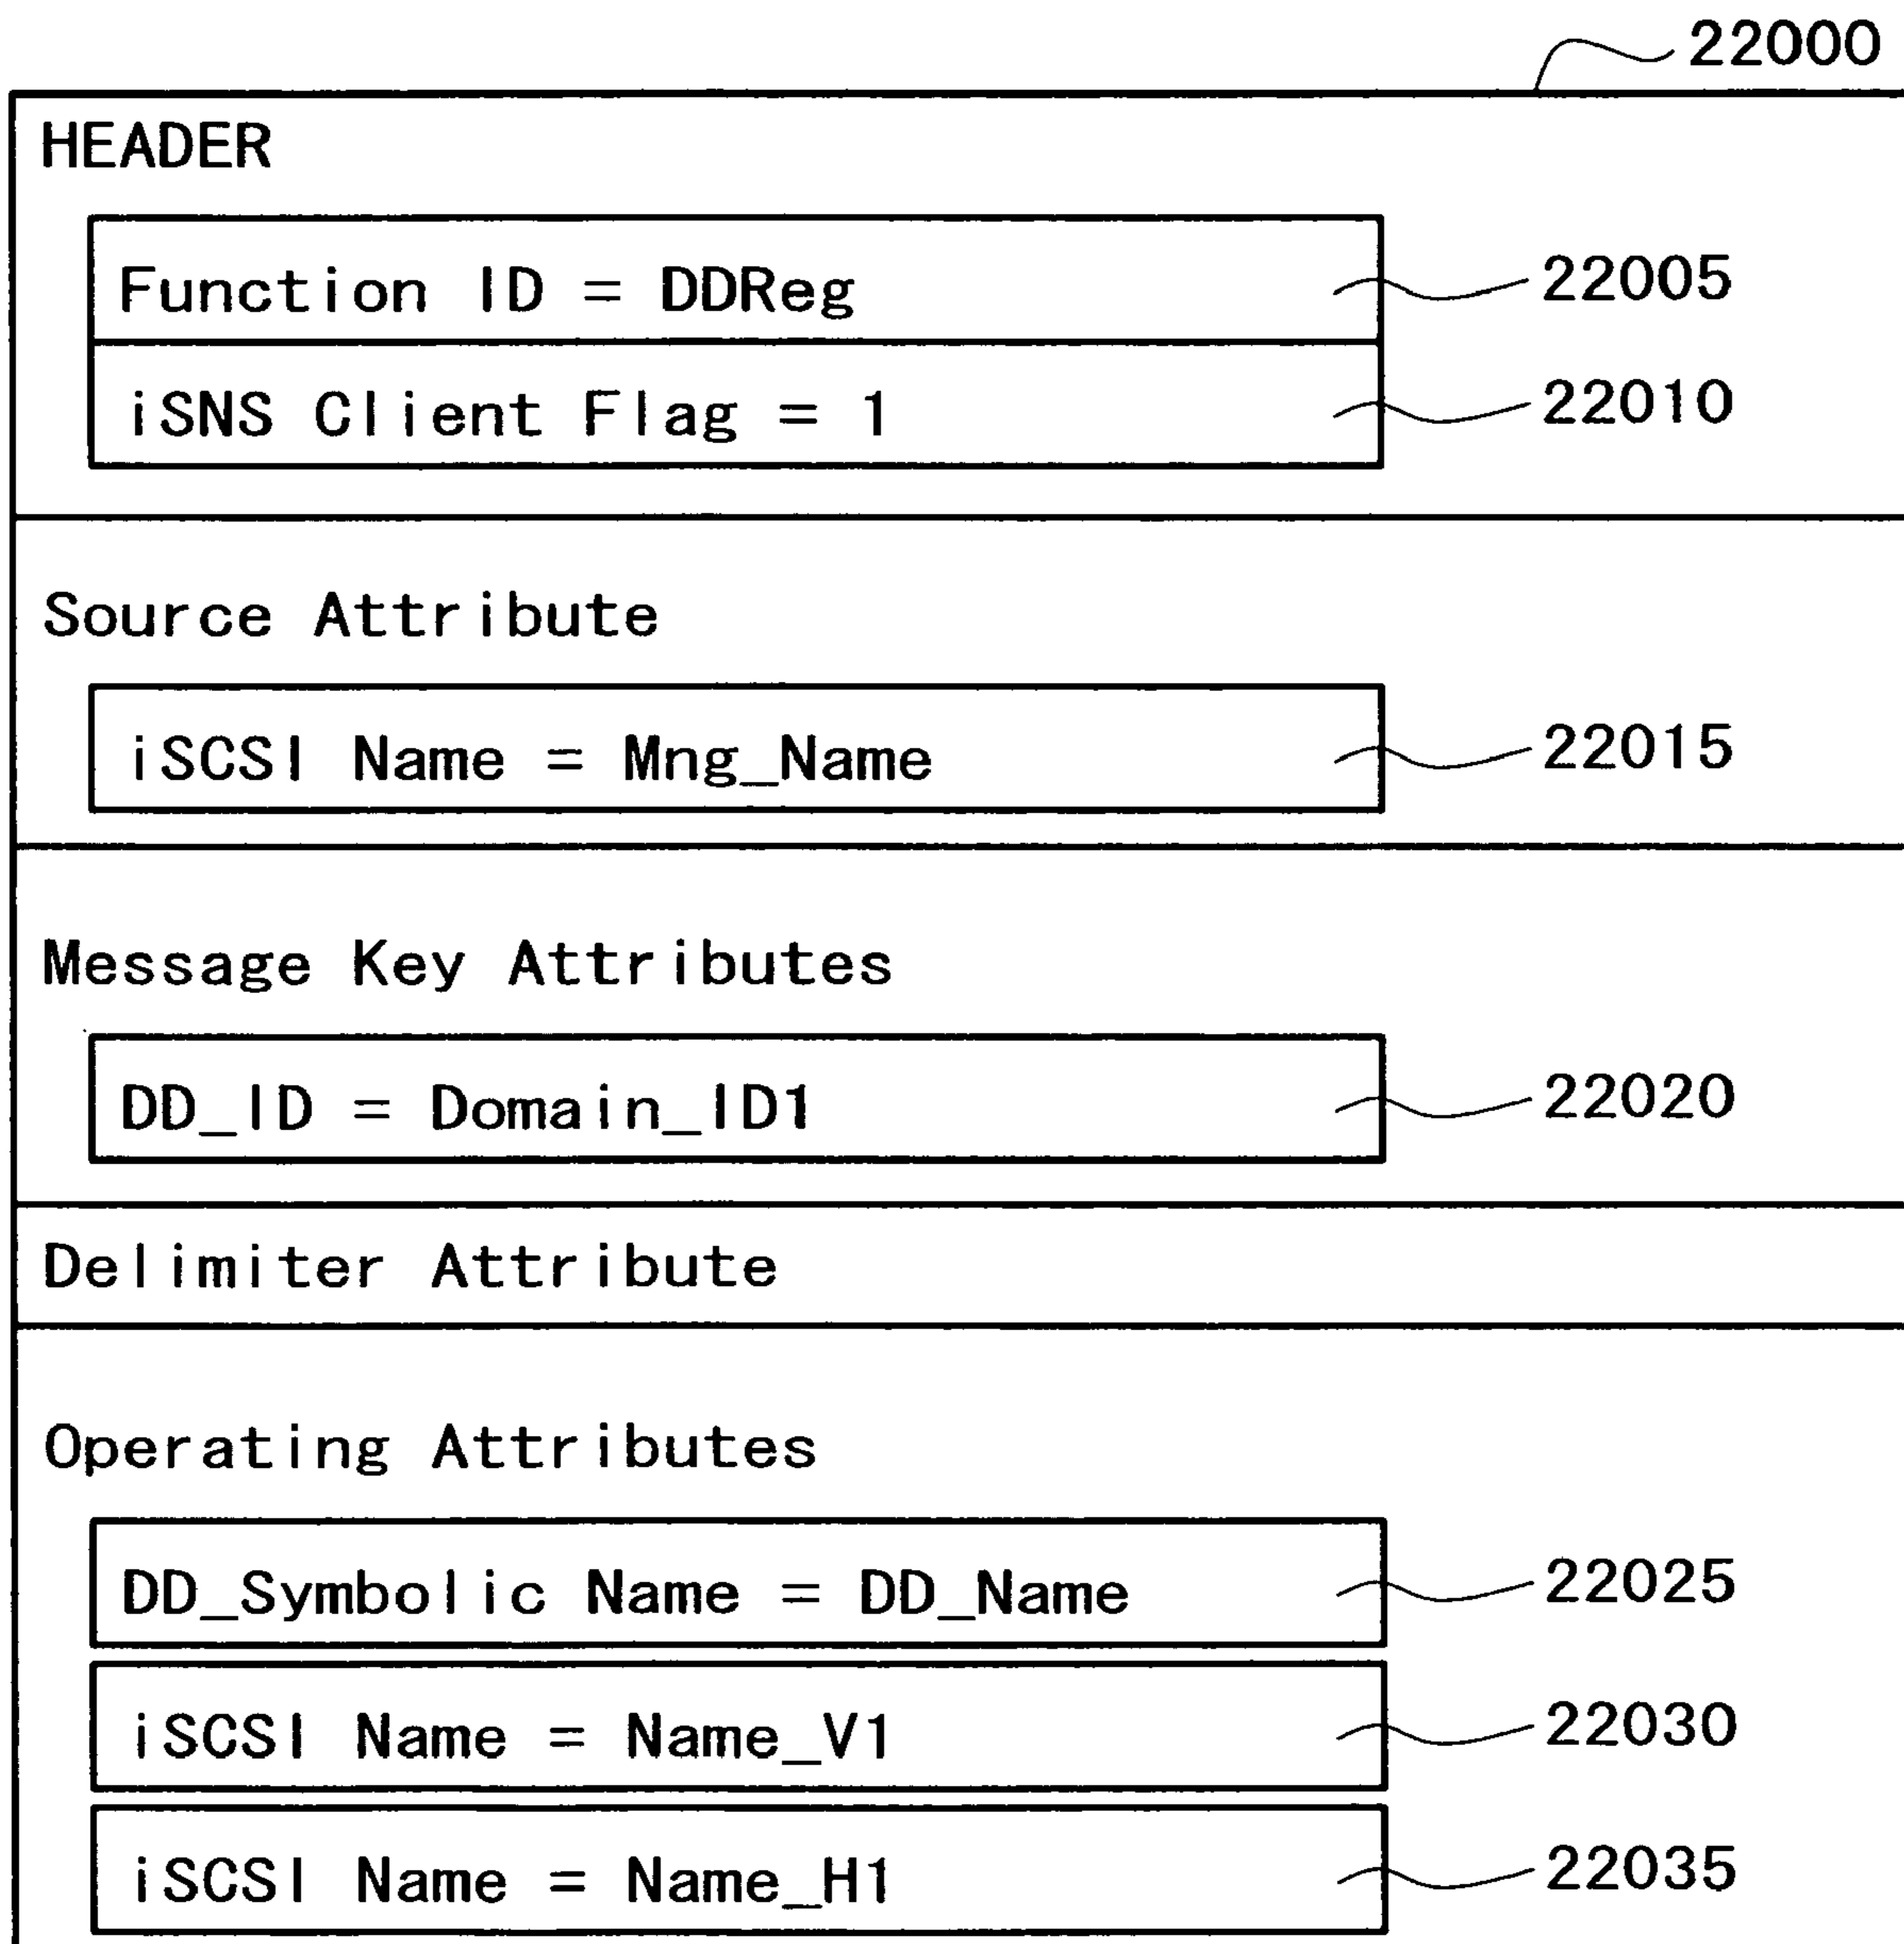 22000
HEADER
Function ID = DDReg 22005
iSNS Client Flag = 1 22010
Source Attribute
iSCSI Name = Mng_Name 22015
Message Key Attributes
DD_ID = Domain_ID1 22020
Delimiter Attribute
Operating Attributes
DD_Symbolic Name = DD_Name 22025
iSCSI Name = Name_V1 22030
iSCSI Name = Name_H1 22035